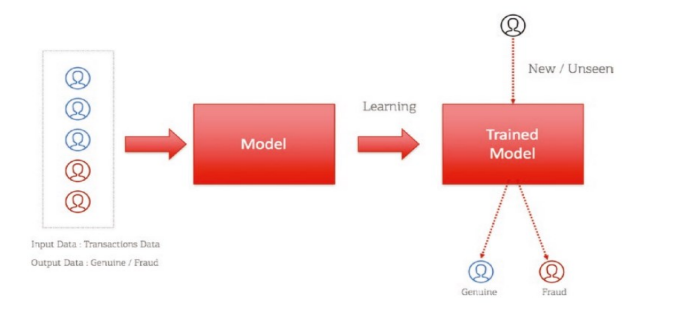 New / Unseen
Learning
Model
Trained
Model
Input Data : Transactions Data
Output Data : Genuine / Fraud
Genuine
Fraud